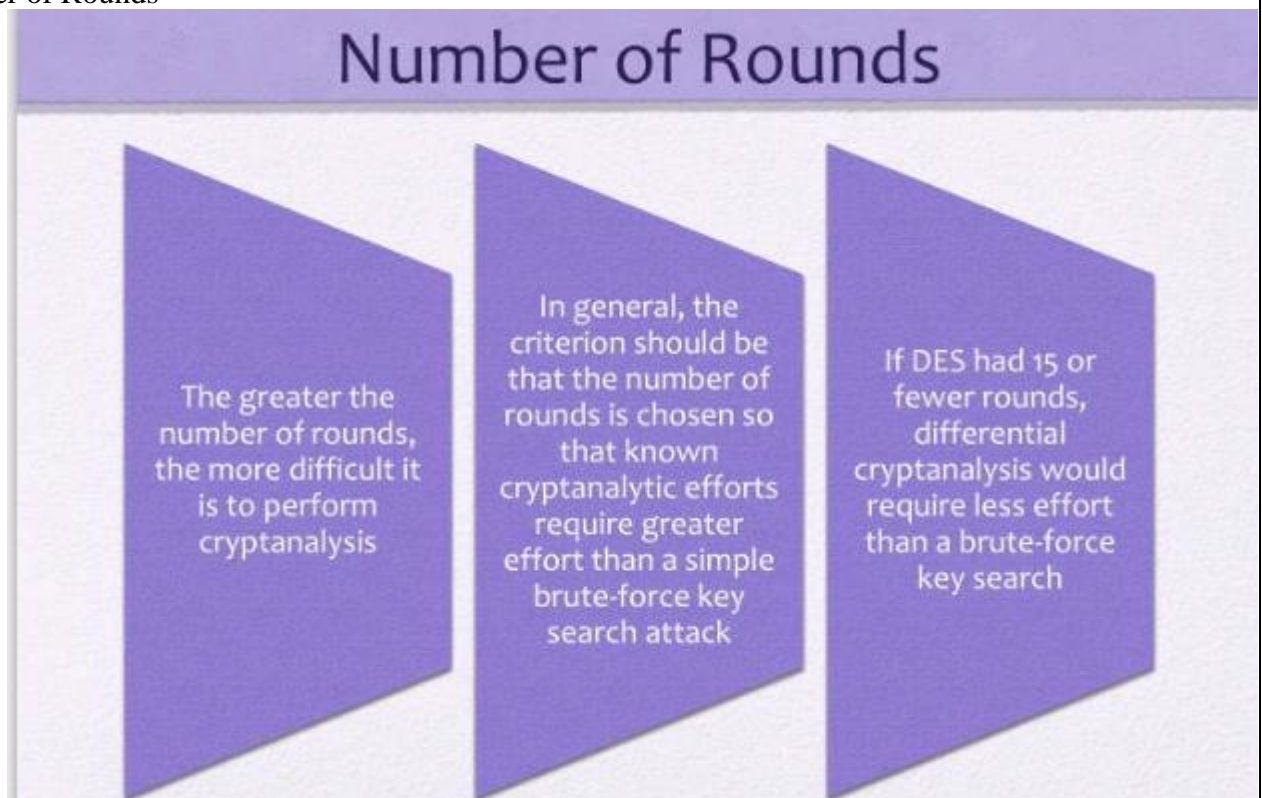 er of Rounds
Number of Rounds
The greater the
number of rounds,
the more difficult it
is to perform
cryptanalysis
In general, the
criterion should be
that the number of
rounds is chosen so
that known
cryptanalytic efforts
require greater
effort than a simple
brute-force key
search attack
If DES had 15 or
fewer rounds,
differential
cryptanalysis would
require less effort
than a brute-force
key search